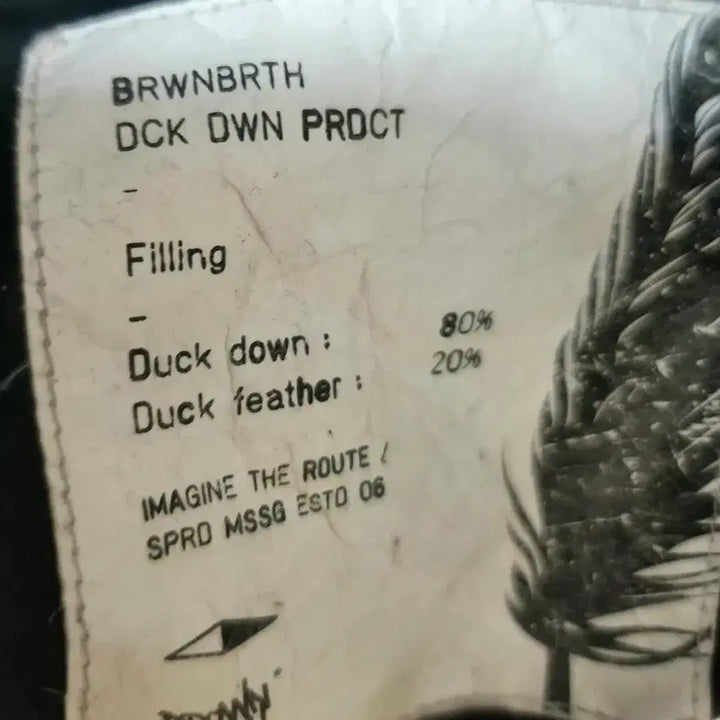 BRWNBRTH
DCK DWN PRDCT
-
Filling
-
Duck down : 80%
Duck feather : 20%
IMAGINE THE ROUTE /
SPRD MSSG ESTD 06